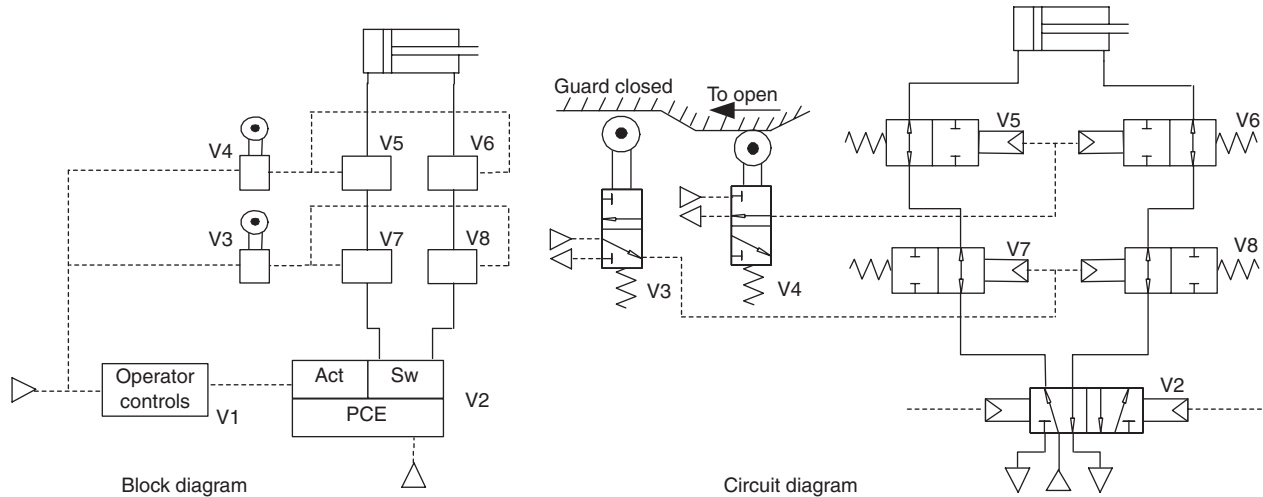 V4
V5
V6
V3
V7
V8
Operator
controls
V1
Act
Sw
PCE
V2
Block diagram
Guard closed
To open
V5
V6
V3
V4
V7
V8
V2
Circuit diagram